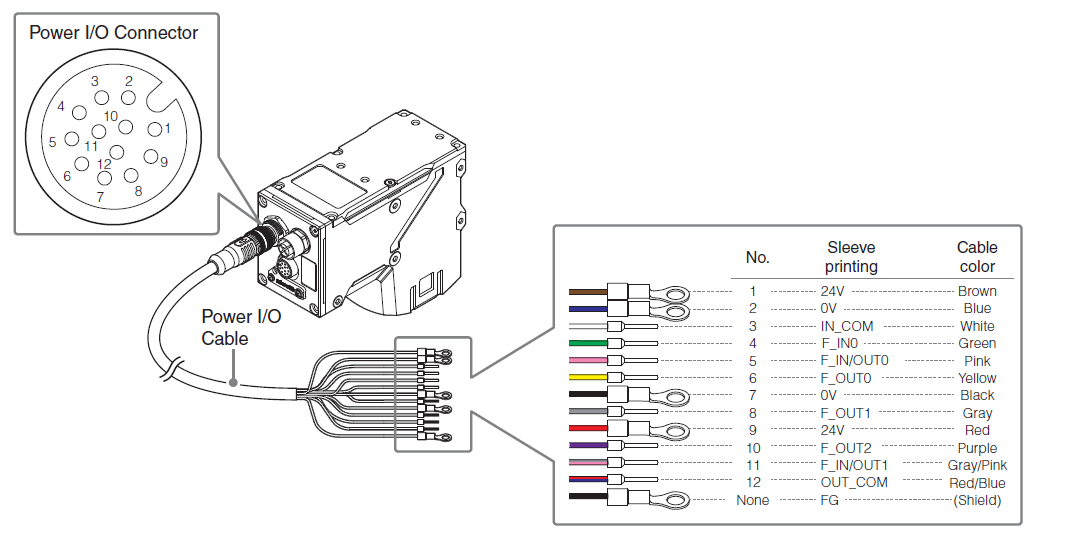 Power I/O Connector
3 2
4 10 1
5 11
12 9
6 8
7
Power I/O
Cable
No. Sleeve printing Cable color
1 24V Brown
2 0V Blue
3 IN_COM White
4 F_IN0 Green
5 F_IN/OUT0 Pink
6 F_OUT0 Yellow
7 0V Black
8 F_OUT1 Gray
9 24V Red
10 F_OUT2 Purple
11 F_IN/OUT1 Gray/Pink
12 OUT_COM Red/Blue
None FG (Shield)